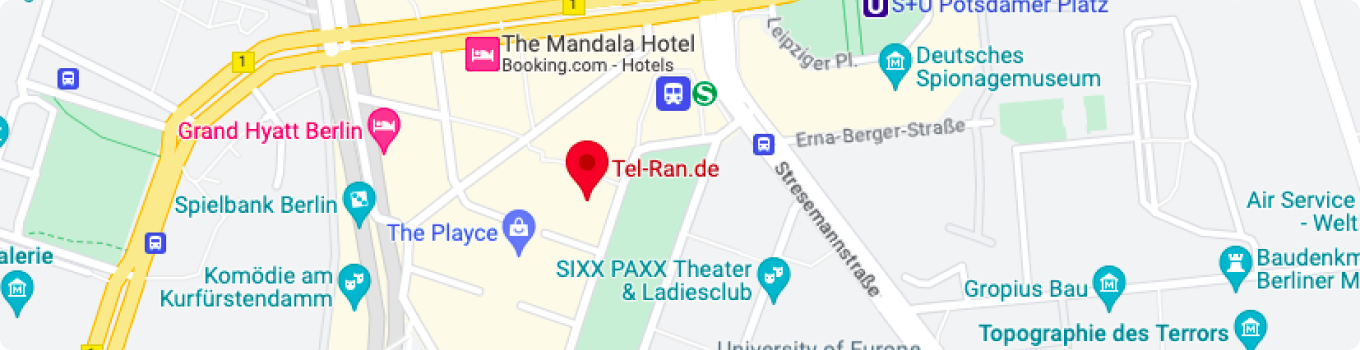 1
S+U Potsdamer Platz
The Mandala Hotel
Booking.com - Hotels
Leipziger Pl.
Deutsches
Spionagemuseum
1
S
Grand Hyatt Berlin
Erna-Berger-Straße
Tel-Ran.de
Stresemannstraße
Spielbank Berlin
The Playce
Air Service
- Welt
alerie
Komödie am
Kurfürstendamm
SIXX PAXX Theater
& Ladiesclub
Gropius Bau
Baudenkm
Berliner M
Topographie des Terrors
University of Europe